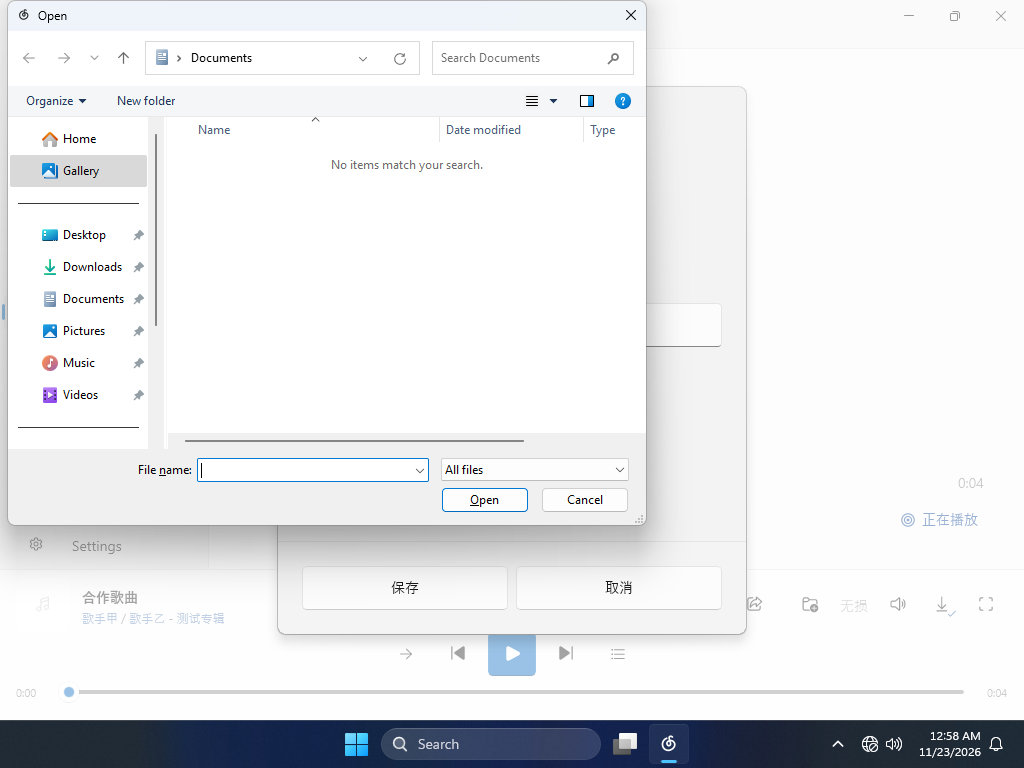 Open
Documents
Search Documents
Organize
New folder
Name
Date modified
Type
No items match your search.
Home
Gallery
Desktop
Downloads
Documents
Pictures
Music
Videos
File name:
All files
Open
Cancel
0:04
正在播放
Settings
保存
取消
合作歌曲
歌手甲 / 歌手乙 - 测试专辑
无损
0:00
0:04
Search
12:58 AM
11/23/2026